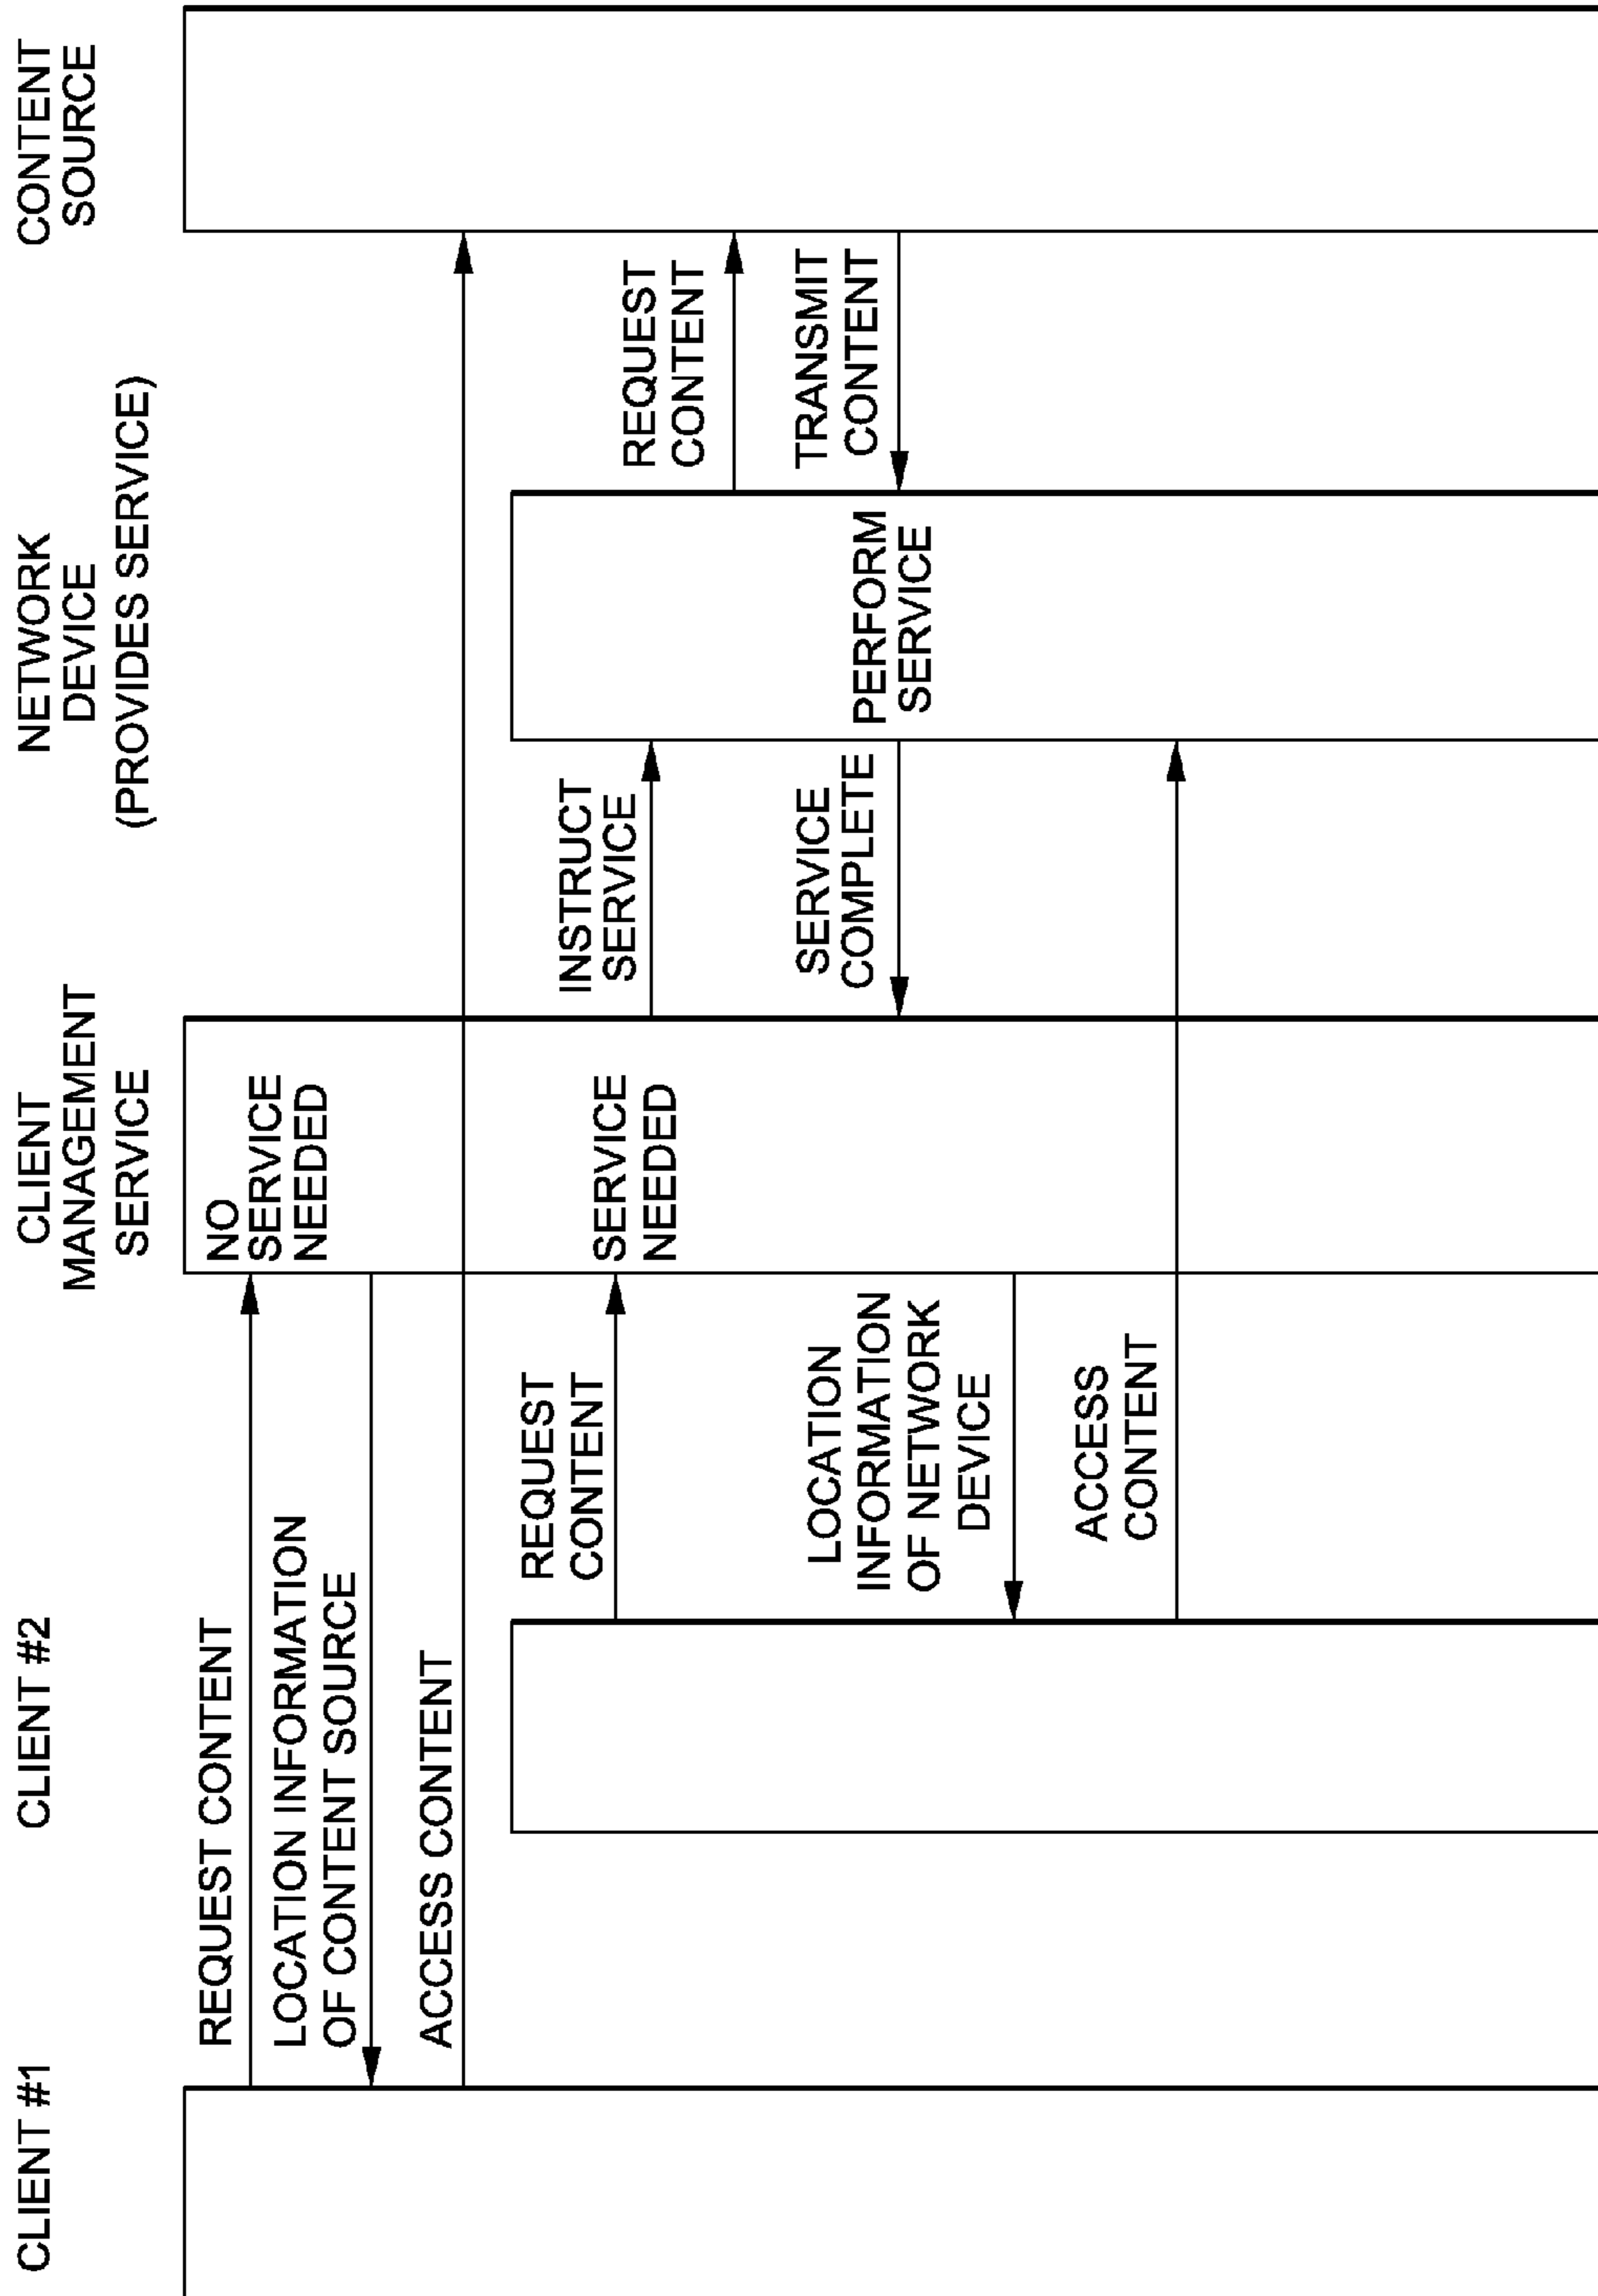 CLIENT #1
CLIENT #2
CLIENT
MANAGEMENT
SERVICE
NETWORK
DEVICE
(PROVIDES SERVICE)
CONTENT
SOURCE
REQUEST CONTENT
NO
SERVICE
NEEDED
LOCATION INFORMATION
OF CONTENT SOURCE
ACCESS CONTENT
REQUEST
CONTENT
SERVICE
NEEDED
INSTRUCT
SERVICE
REQUEST
CONTENT
TRANSMIT
CONTENT
PERFORM
SERVICE
SERVICE
COMPLETE
LOCATION
INFORMATION
OF NETWORK
DEVICE
ACCESS
CONTENT